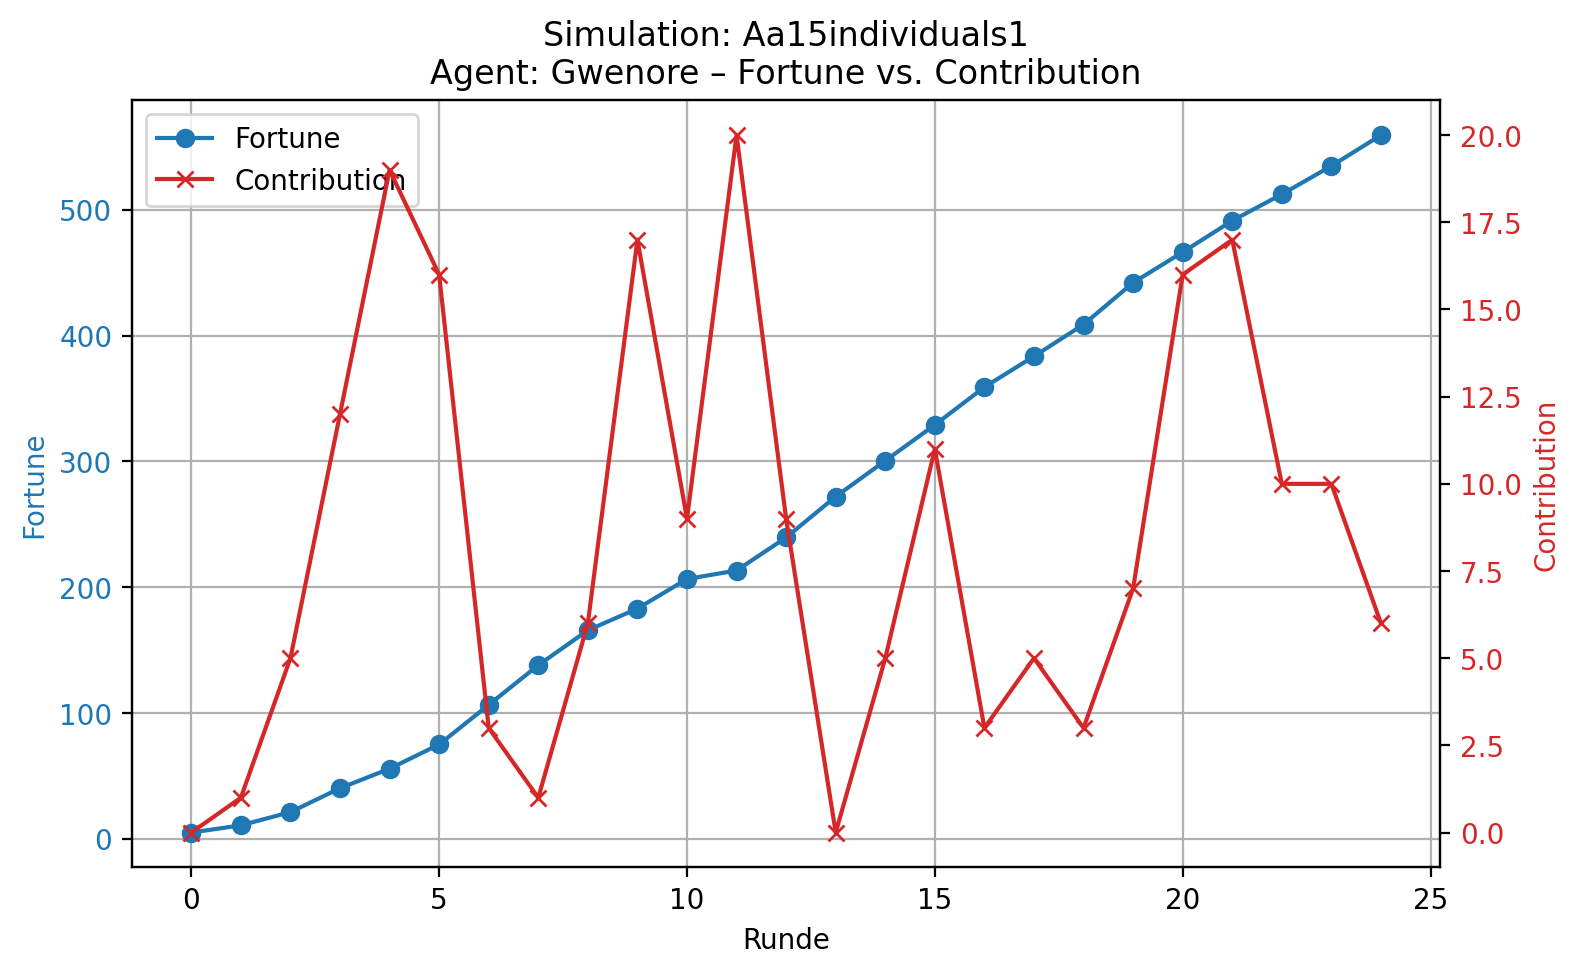 Simulation: Aa15individuals1
Agent: Gwenore – Fortune vs. Contribution
Fortune
Contribution
500
400
300
200
100
0
Fortune
20.0
17.5
15.0
12.5
10.0
7.5
5.0
2.5
0.0
Contribution
0 5 10 15 20 25
Runde